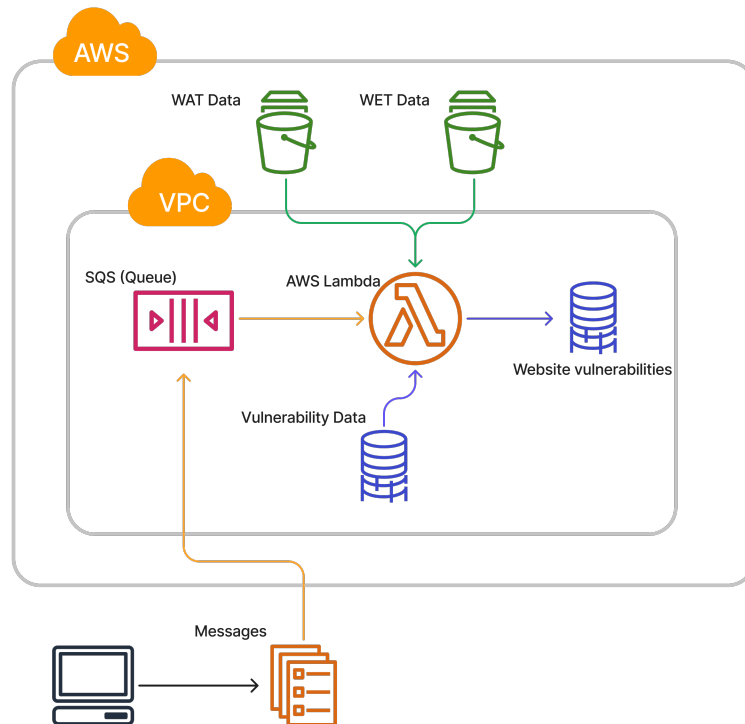 AWS
WAT Data
WET Data
VPC
SQS (Queue)
AWS Lambda
Website vulnerabilities
Vulnerability Data
Messages